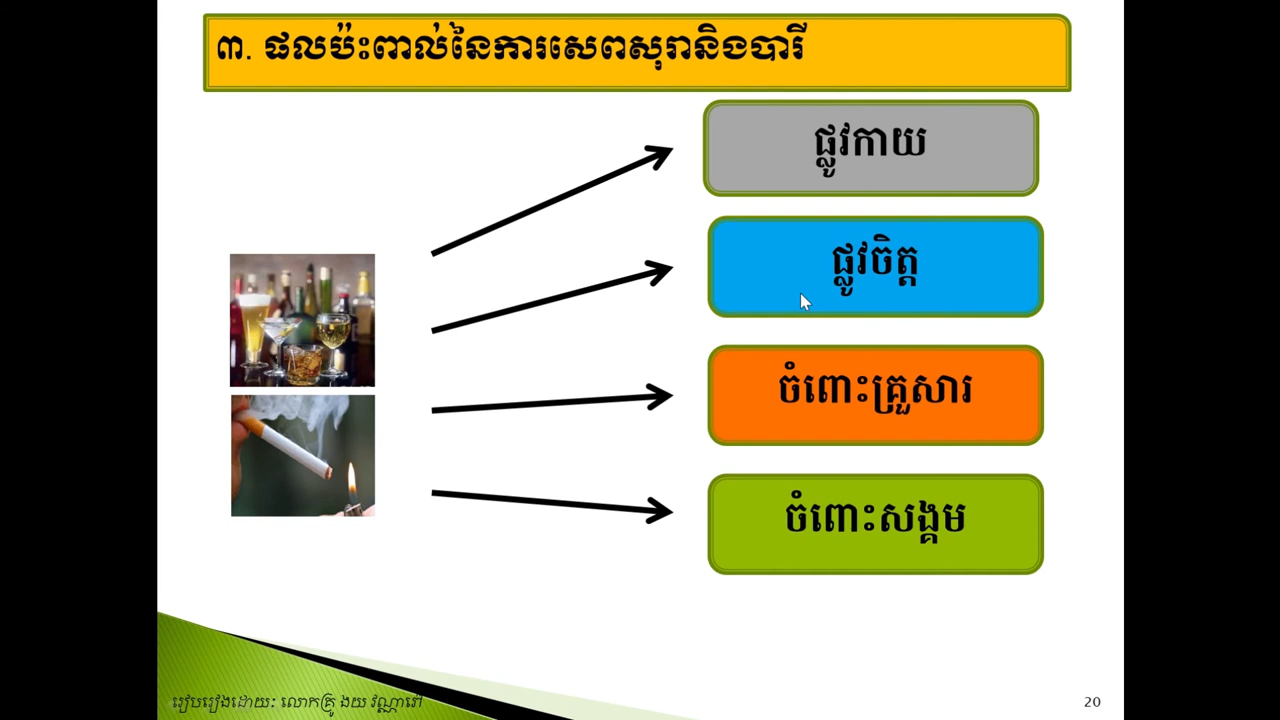 ៣. ផលប៉ះពាល់នៃការសេពសុរានិងបារី
ផ្លូវកាយ
ផ្លូវចិត្ត
ចំពោះគ្រួសារ
ចំពោះសង្គម
រៀបរៀងដោយ: លោកគ្រូ ងយ វណ្ណារៅ
20